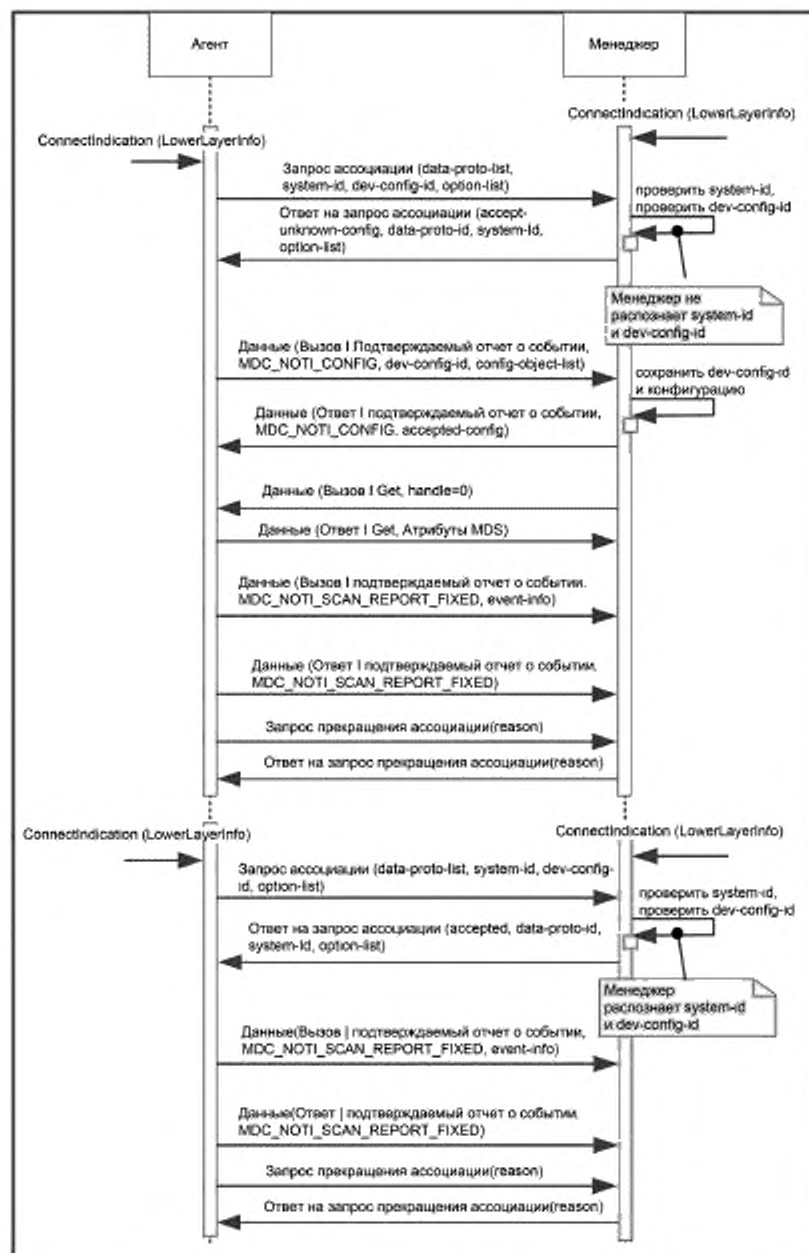 Агент
Менеджер
ConnectIndication (LowerLayerInfo)
ConnectIndication (LowerLayerInfo)
Запрос ассоциации (data-proto-list,
system-id, dev-config-id, option-list)
проверить system-id,
проверить dev-config-id
Ответ на запрос ассоциации (accept-
unknown-config, data-proto-id, system-Id,
option-list)
Менеджер не
распознает system-id
и dev-config-id
Данные (Вызов I Подтверждаемый отчет о событии,
MDC_NOTI_CONFIG, dev-config-id, config-object-list)
сохранить dev-config-id
и конфигурацию
Данные (Ответ I подтверждаемый отчет о событии,
MDC_NOTI_CONFIG. accepted-config)
Данные (Вызов I Get, handle=0)
Данные (Ответ I Get, Атрибуты MDS)
Данные (Вызов I подтверждаемый отчет о событии.
MDC_NOTI_SCAN_REPORT_FIXED, event-info)
Данные (Ответ I подтверждаемый отчет о событии.
MDC_NOTI_SCAN_REPORT_FIXED)
Запрос прекращения ассоциации(reason)
Ответ на запрос прекращения ассоциации(reason)
ConnectIndication (LowerLayerInfo)
ConnectIndication (LowerLayerInfo)
Запрос ассоциации (data-proto-list, system-id, dev-config-
id, option-list)
проверить system-id,
проверить dev-config-id
Ответ на запрос ассоциации (accepted, data-proto-id,
system-Id, option-list)
Менеджер
распознает system-id
и dev-config-id
Данные(Вызов | подтверждаемый отчет о событии,
MDC_NOTI_SCAN_REPORT_FIXED, event-info)
Данные(Ответ | подтверждаемый отчет о событии.
MDC_NOTI_SCAN_REPORT_FIXED)
Запрос прекращения ассоциации(reason)
Ответ на запрос прекращения ассоциации(reason)